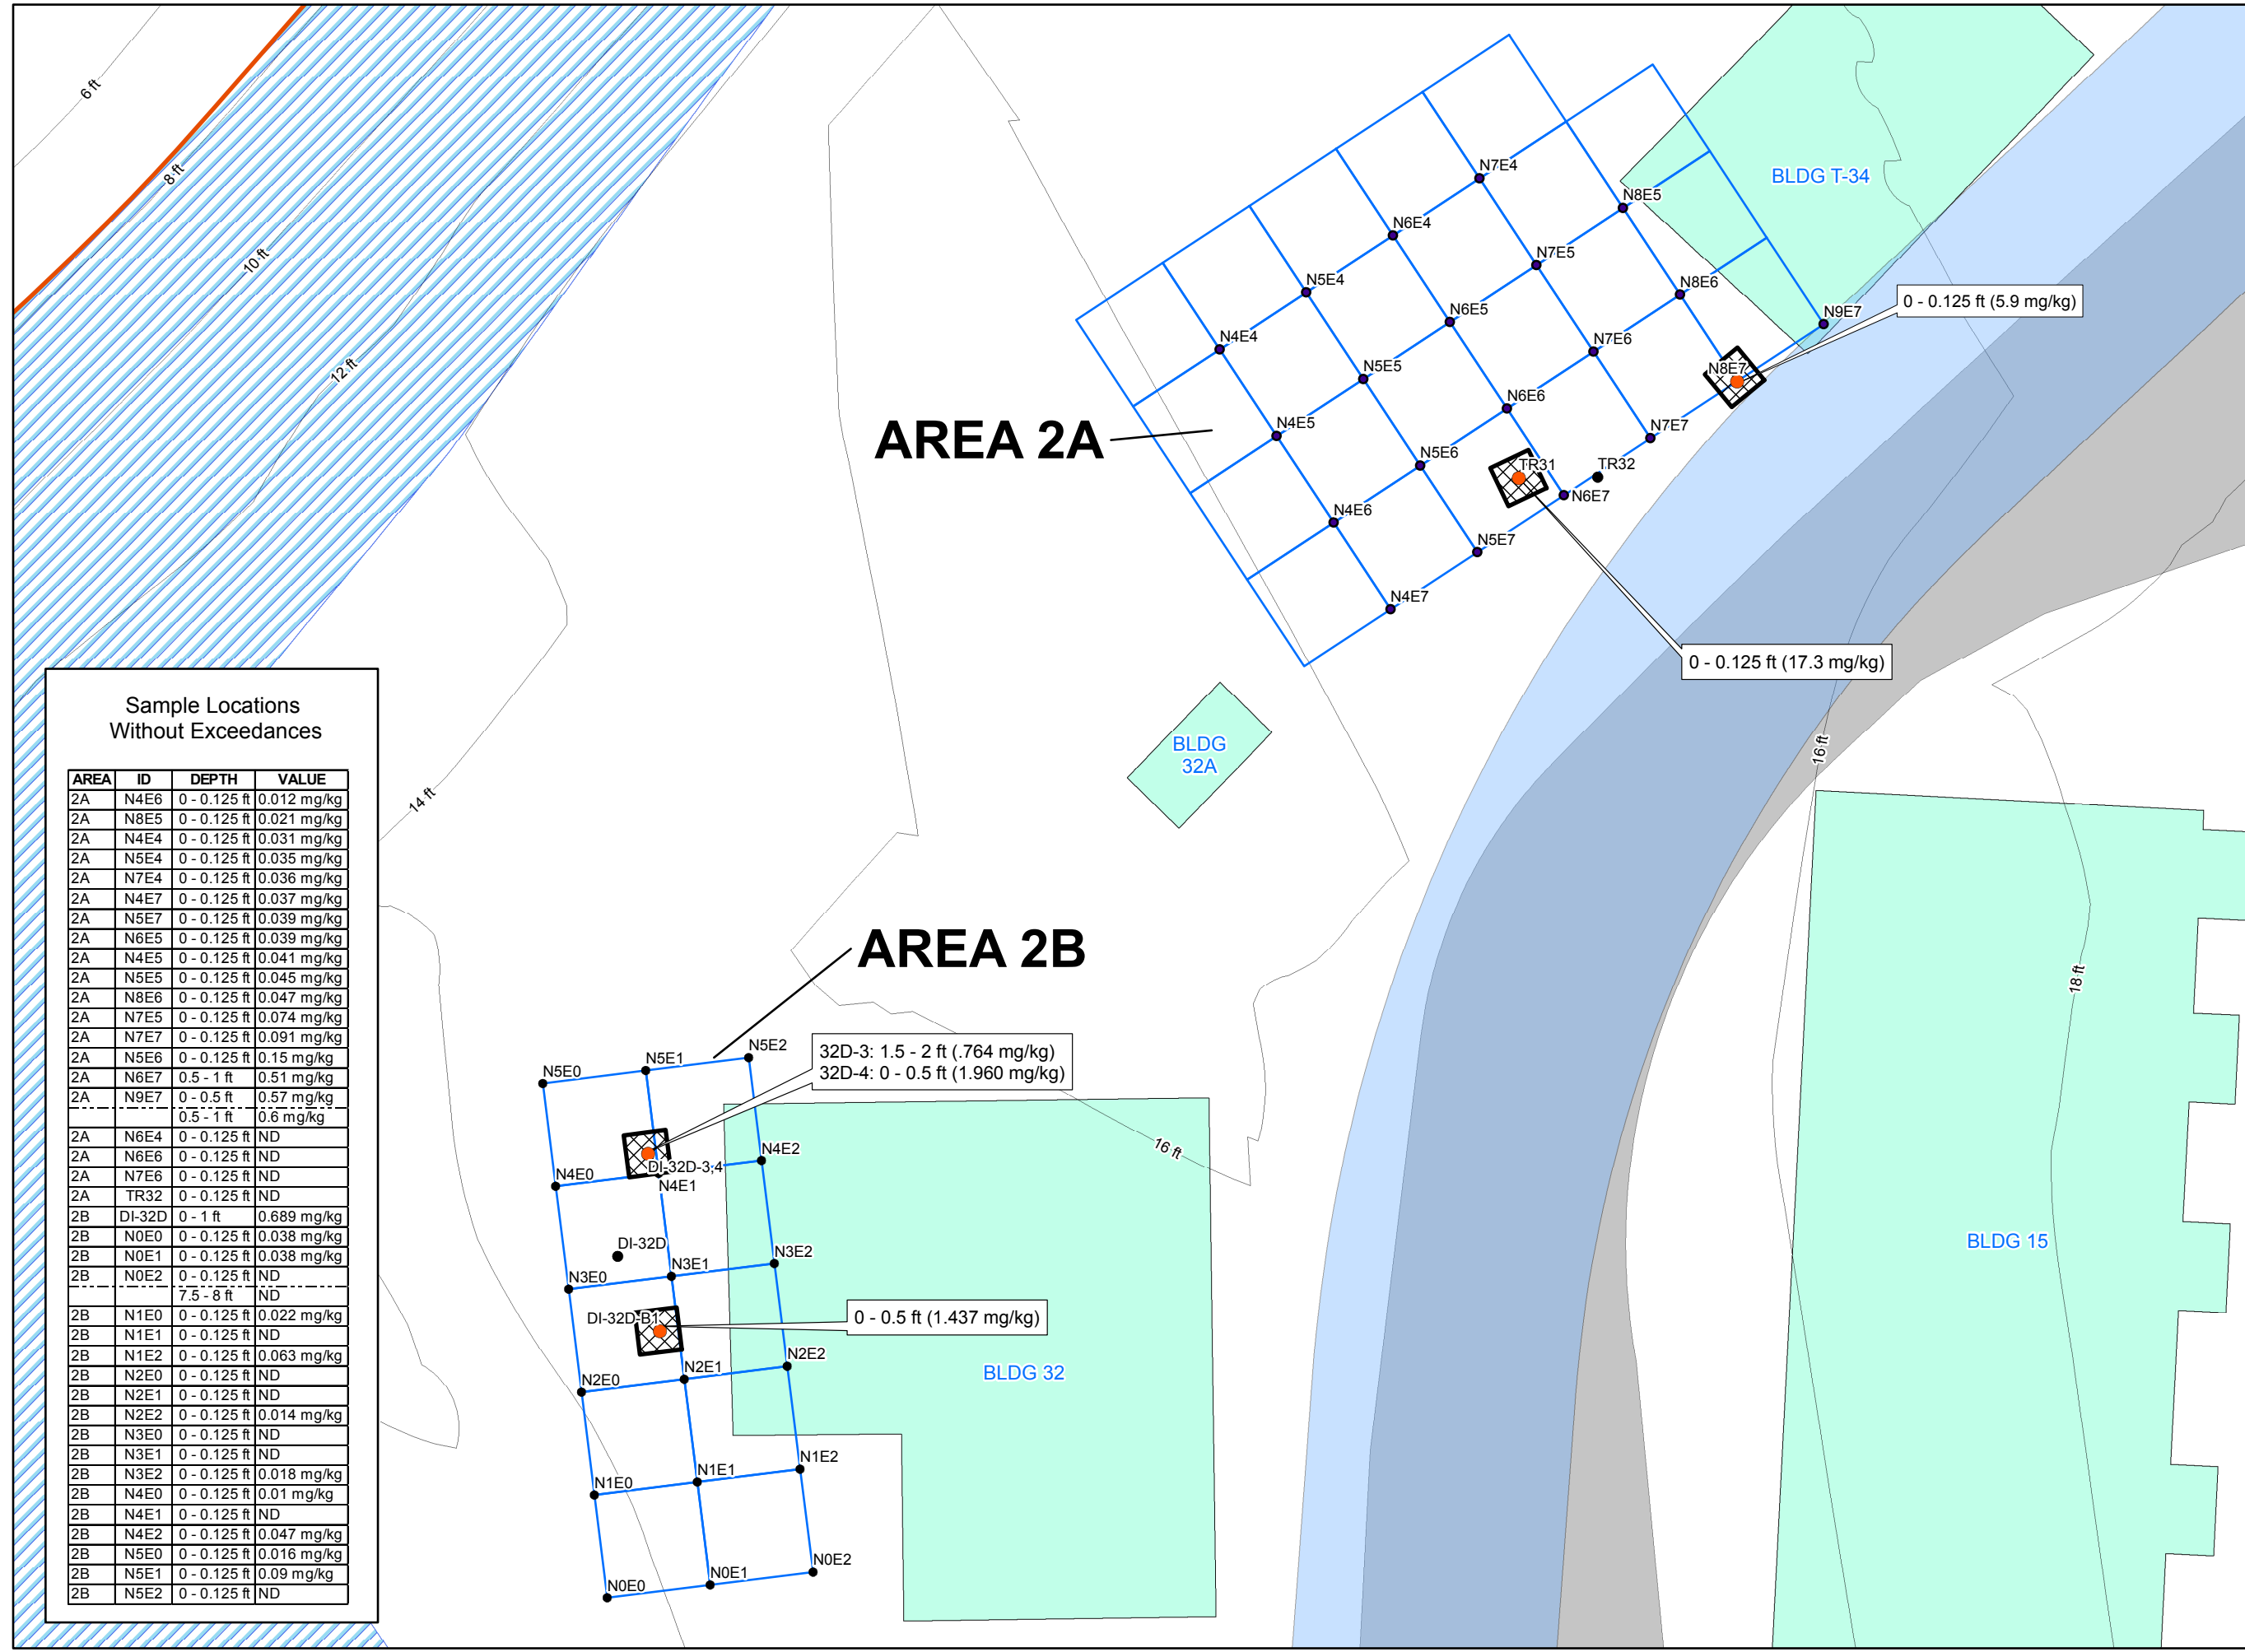 6 ft
8 ft
10 ft
12 ft
14 ft
16 ft
16 ft
18 ft
BLDG T-34
N7E4
N8E5
N6E4
N7E5
N5E4
N8E6
N6E5
N9E7
0 - 0.125 ft (5.9 mg/kg)
N4E4
N7E6
N5E5
N8E7
N6E6
N4E5
N7E7
AREA 2A
N5E6
TR31
TR32
N6E7
N4E6
N5E7
N4E7
0 - 0.125 ft (17.3 mg/kg)
BLDG
32A
AREA 2B
N5E0
N5E1
N5E2
32D-3: 1.5 - 2 ft (.764 mg/kg)
32D-4: 0 - 0.5 ft (1.960 mg/kg)
N4E0
DI-32D-3;4
N4E1
N4E2
DI-32D
N3E0
N3E1
N3E2
DI-32D-B1
0 - 0.5 ft (1.437 mg/kg)
N2E0
N2E1
N2E2
BLDG 32
BLDG 15
N1E0
N1E1
N1E2
N0E0
N0E1
N0E2
Sample Locations
Without Exceedances
AREA ID DEPTH VALUE
2A N4E6 0 - 0.125 ft 0.012 mg/kg
2A N8E5 0 - 0.125 ft 0.021 mg/kg
2A N4E4 0 - 0.125 ft 0.031 mg/kg
2A N5E4 0 - 0.125 ft 0.035 mg/kg
2A N7E4 0 - 0.125 ft 0.036 mg/kg
2A N4E7 0 - 0.125 ft 0.037 mg/kg
2A N5E7 0 - 0.125 ft 0.039 mg/kg
2A N6E5 0 - 0.125 ft 0.039 mg/kg
2A N4E5 0 - 0.125 ft 0.041 mg/kg
2A N5E5 0 - 0.125 ft 0.045 mg/kg
2A N8E6 0 - 0.125 ft 0.047 mg/kg
2A N7E5 0 - 0.125 ft 0.074 mg/kg
2A N7E7 0 - 0.125 ft 0.091 mg/kg
2A N5E6 0 - 0.125 ft 0.15 mg/kg
2A N6E7 0.5 - 1 ft 0.51 mg/kg
2A N9E7 0 - 0.5 ft 0.57 mg/kg
0.5 - 1 ft 0.6 mg/kg
2A N6E4 0 - 0.125 ft ND
2A N6E6 0 - 0.125 ft ND
2A N7E6 0 - 0.125 ft ND
2A TR32 0 - 0.125 ft ND
2B DI-32D 0 - 1 ft 0.689 mg/kg
2B N0E0 0 - 0.125 ft 0.038 mg/kg
2B N0E1 0 - 0.125 ft 0.038 mg/kg
2B N0E2 0 - 0.125 ft ND
7.5 - 8 ft ND
2B N1E0 0 - 0.125 ft 0.022 mg/kg
2B N1E1 0 - 0.125 ft ND
2B N1E2 0 - 0.125 ft 0.063 mg/kg
2B N2E0 0 - 0.125 ft ND
2B N2E1 0 - 0.125 ft ND
2B N2E2 0 - 0.125 ft 0.014 mg/kg
2B N3E0 0 - 0.125 ft ND
2B N3E1 0 - 0.125 ft ND
2B N3E2 0 - 0.125 ft 0.018 mg/kg
2B N4E0 0 - 0.125 ft 0.01 mg/kg
2B N4E1 0 - 0.125 ft ND
2B N4E2 0 - 0.125 ft 0.047 mg/kg
2B N5E0 0 - 0.125 ft 0.016 mg/kg
2B N5E1 0 - 0.125 ft 0.09 mg/kg
2B N5E2 0 - 0.125 ft ND